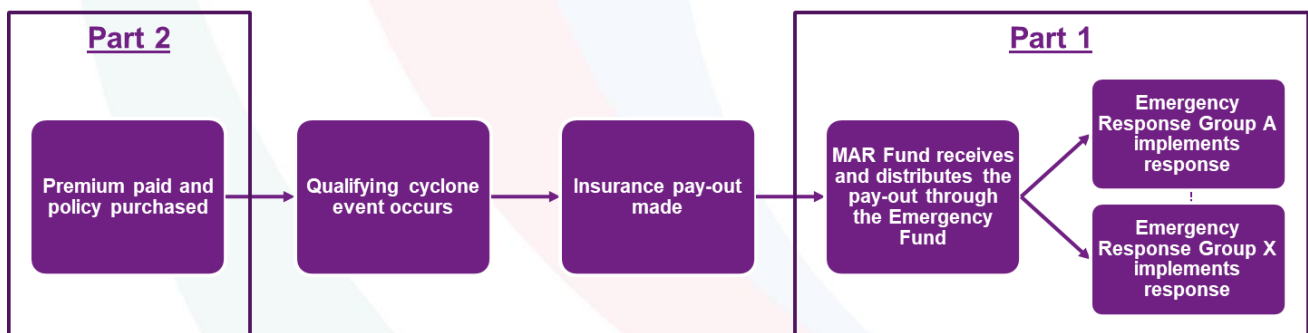 Part 2
Premium paid and
policy purchased
Qualifying cyclone
event occurs
Insurance pay-out
made
Part 1
MAR Fund receives
and distributes the
pay-out through
the Emergency
Fund
Emergency
Response Group A
implements
response
Emergency
Response Group X
implements
response